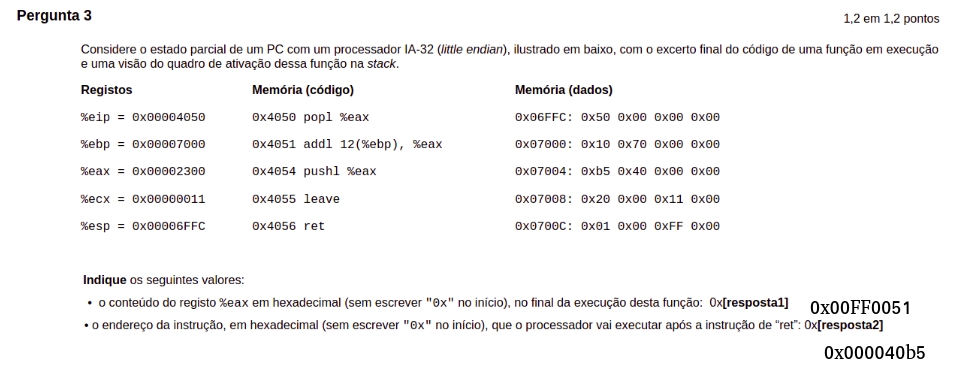 Pergunta 3
1,2 em 1,2 pontos
Considere o estado parcial de um PC com um processador IA-32 (little endian), ilustrado em baixo, com o excerto final do código de uma função em execução
e uma visão do quadro de ativação dessa função na stack.
Registos Memória (código) Memória (dados)
%eip = 0x00004050 0x4050 popl %eax 0x06FFC: 0x50 0x00 0x00 0x00
%ebp = 0x00007000 0x4051 addl 12(%ebp), %eax 0x07000: 0x10 0x70 0x00 0x00
%eax = 0x00002300 0x4054 pushl %eax 0x07004: 0xb5 0x40 0x00 0x00
%ecx = 0x00000011 0x4055 leave 0x07008: 0x20 0x00 0x11 0x00
%esp = 0x00006FFC 0x4056 ret 0x0700C: 0x01 0x00 0xFF 0x00
Indique os seguintes valores:
• o conteúdo do registo %eax em hexadecimal (sem escrever "0x" no início), no final da execução desta função: 0x[resposta1] 0x00FF0051
• o endereço da instrução, em hexadecimal (sem escrever "0x" no início), que o processador vai executar após a instrução de “ret”: 0x[resposta2]
0x000040b5